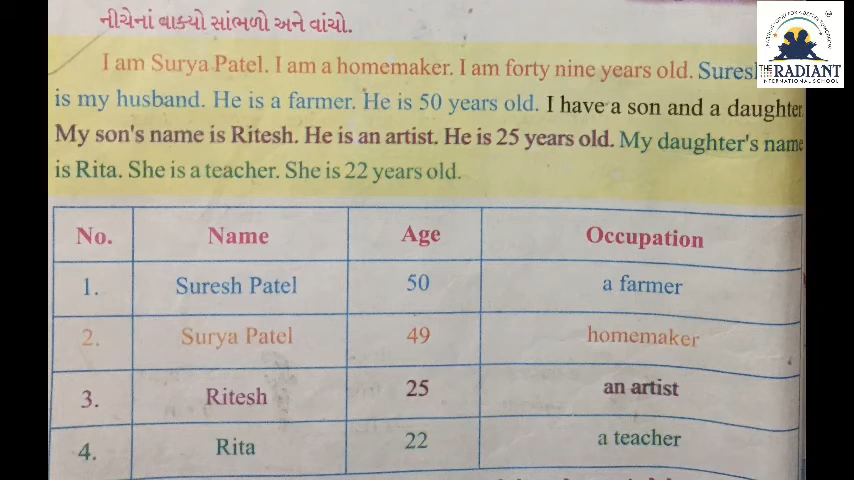 નીચેનાં વાક્યો સાંભળો અને વાંચો.
I am Surya Patel. I am a homemaker. I am forty nine years old. Suresh
is my husband. He is a farmer. He is 50 years old. I have a son and a daughter
My son's name is Ritesh. He is an artist. He is 25 years old. My daughter's name
is Rita. She is a teacher. She is 22 years old.
No. Name Age Occupation
1. Suresh Patel 50 a farmer
2. Surya Patel 49 homemaker
3. Ritesh 25 an artist
4. Rita 22 a teacher
THE RADIANT
INTERNATIONAL SCHOOL